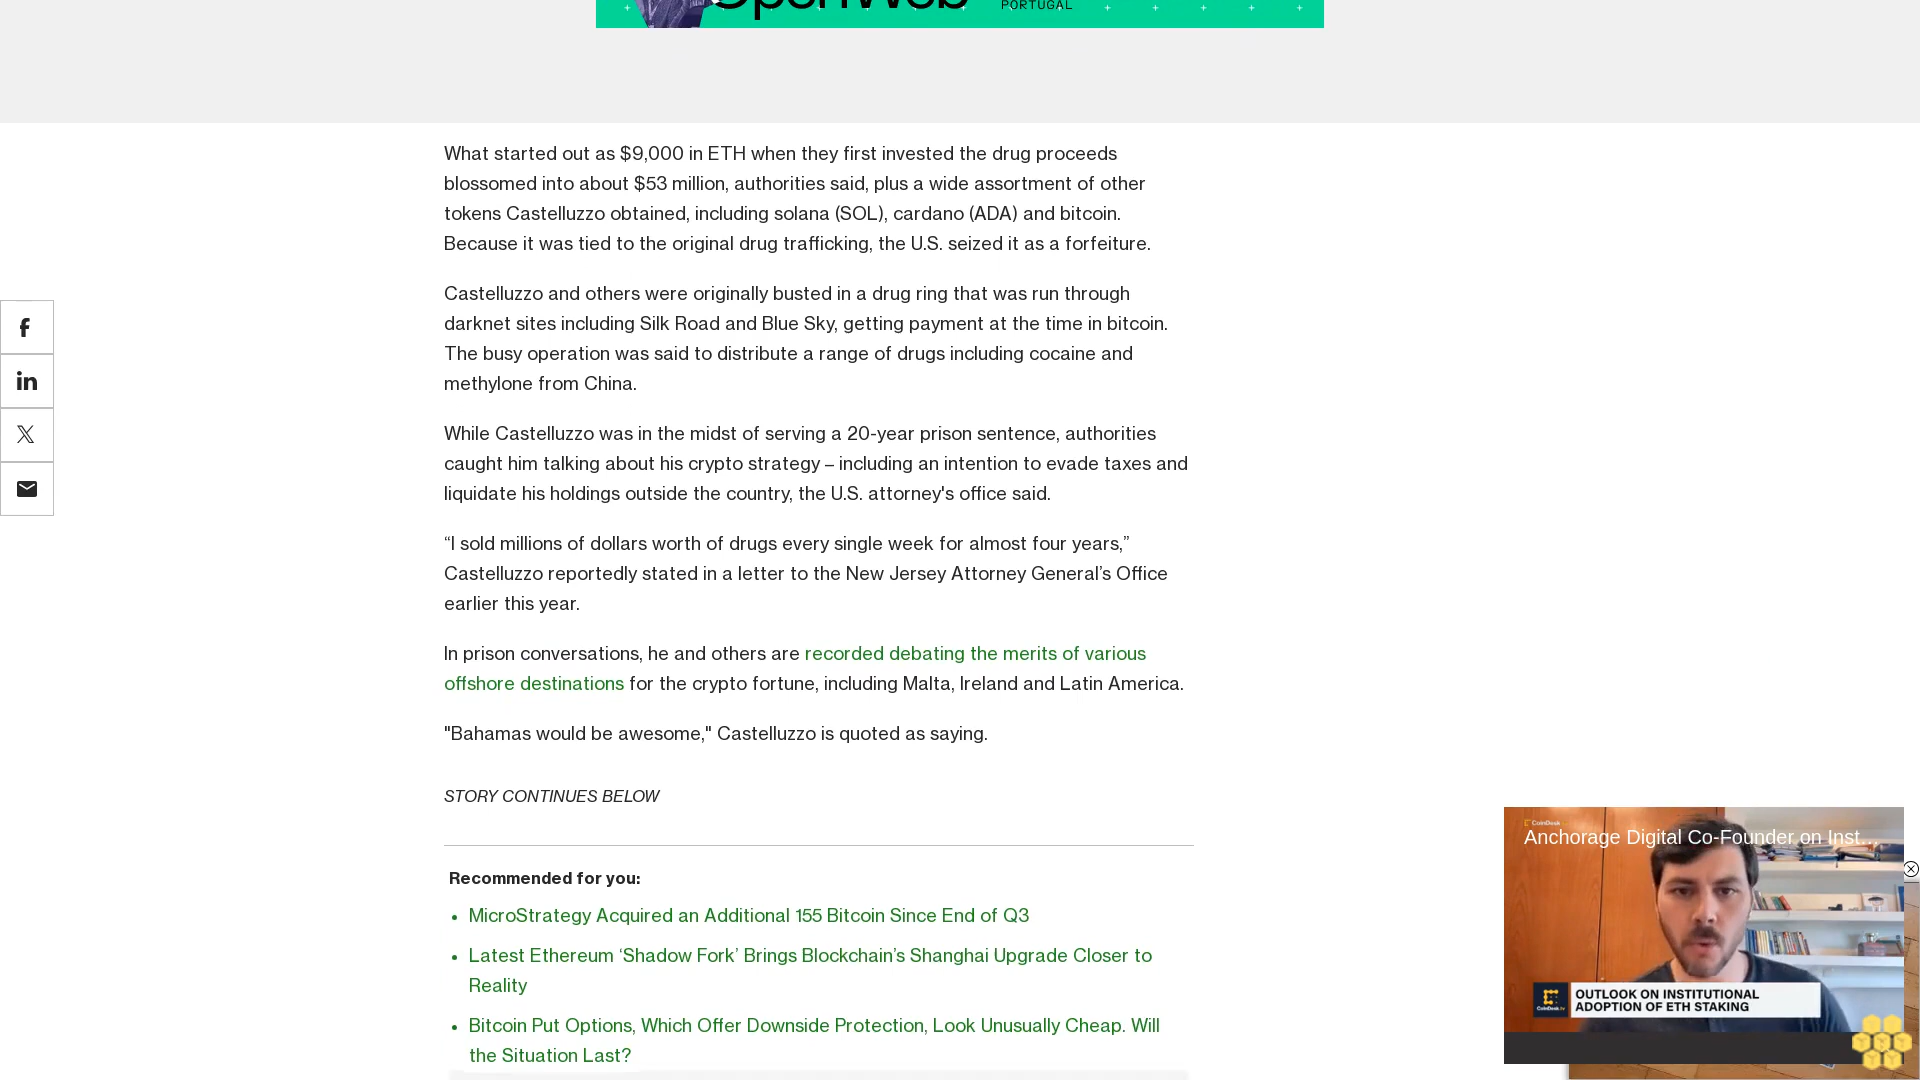 OpenWeb
PORTUGAL
What started out as $9,000 in ETH when they first invested the drug proceeds
blossomed into about $53 million, authorities said, plus a wide assortment of other
tokens Castelluzzo obtained, including solana (SOL), cardano (ADA) and bitcoin.
Because it was tied to the original drug trafficking, the U.S. seized it as a forfeiture.
Castelluzzo and others were originally busted in a drug ring that was run through
darknet sites including Silk Road and Blue Sky, getting payment at the time in bitcoin.
The busy operation was said to distribute a range of drugs including cocaine and
methylone from China.
While Castelluzzo was in the midst of serving a 20-year prison sentence, authorities
caught him talking about his crypto strategy – including an intention to evade taxes and
liquidate his holdings outside the country, the U.S. attorney's office said.
“I sold millions of dollars worth of drugs every single week for almost four years,”
Castelluzzo reportedly stated in a letter to the New Jersey Attorney General’s Office
earlier this year.
In prison conversations, he and others are recorded debating the merits of various
offshore destinations for the crypto fortune, including Malta, Ireland and Latin America.
"Bahamas would be awesome," Castelluzzo is quoted as saying.
STORY CONTINUES BELOW
Recommended for you:
• MicroStrategy Acquired an Additional 155 Bitcoin Since End of Q3
• Latest Ethereum ‘Shadow Fork’ Brings Blockchain’s Shanghai Upgrade Closer to
Reality
• Bitcoin Put Options, Which Offer Downside Protection, Look Unusually Cheap. Will
the Situation Last?
CoinDesk
Anchorage Digital Co-Founder on Inst...
OUTLOOK ON INSTITUTIONAL
ADOPTION OF ETH STAKING